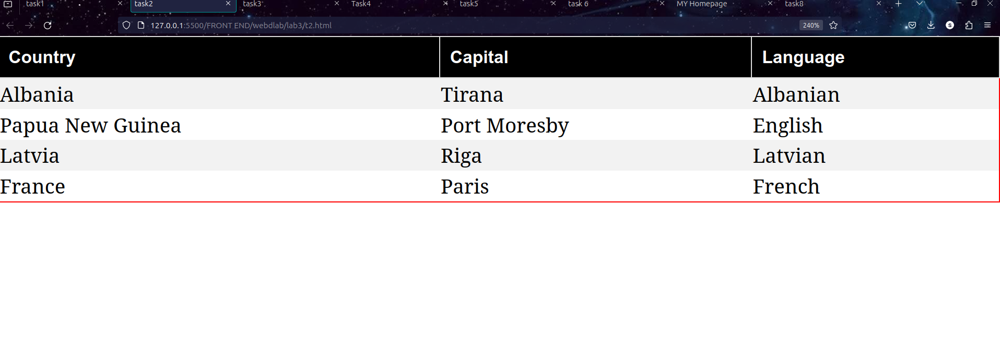 task1 task2 task3 Task4 task5 task 6 MY Homepage task8
127.0.0.1:5500/FRONT END/webdlab/lab3/t2.html 240% S
Country Capital Language
Albania Tirana Albanian
Papua New Guinea Port Moresby English
Latvia Riga Latvian
France Paris French